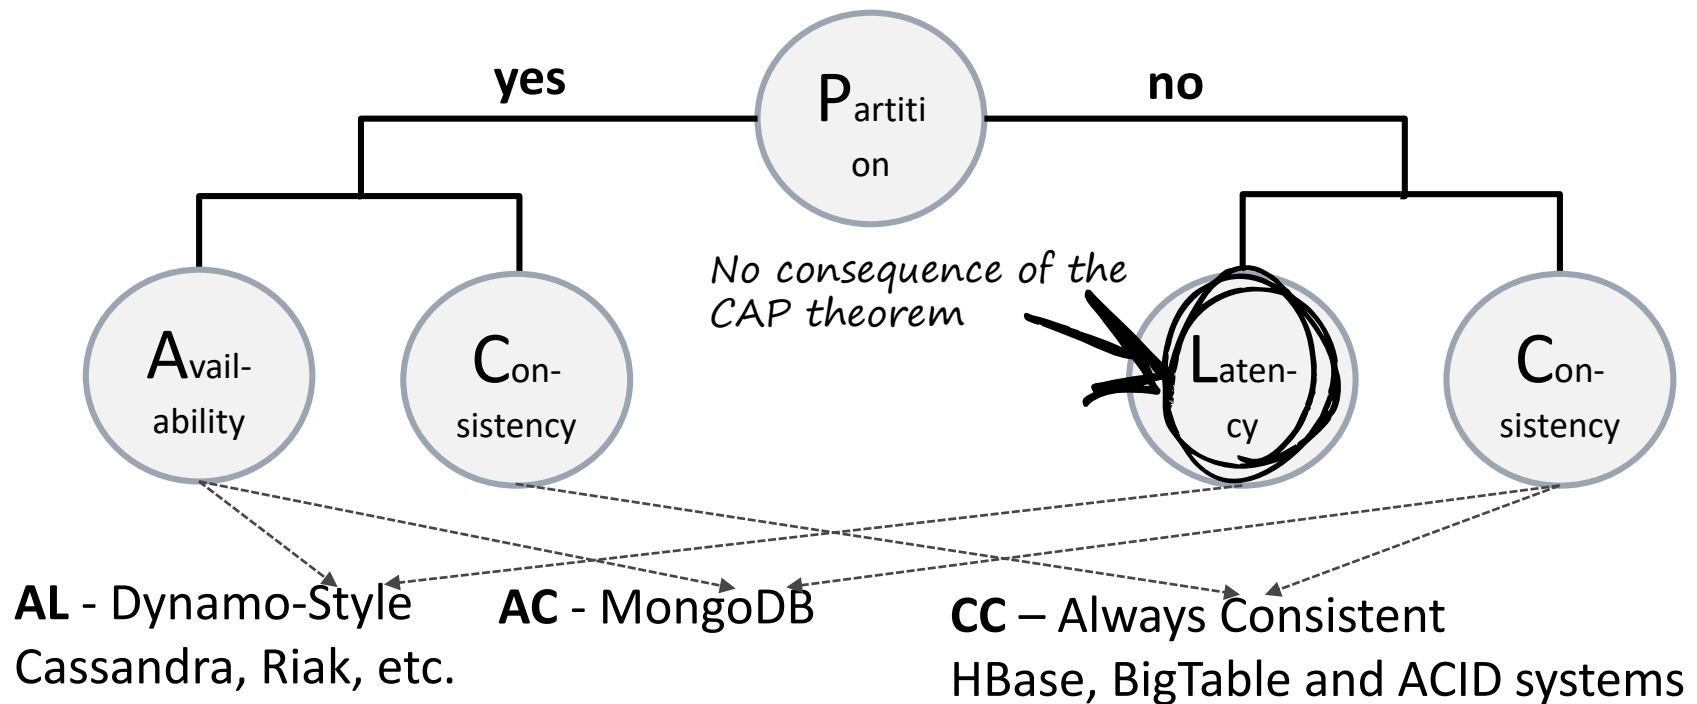 yes
no
Partiti
on
No consequence of the
CAP theorem
Avail-
ability
Con-
sistency
Laten-
cy
Con-
sistency
AL - Dynamo-Style
Cassandra, Riak, etc.
AC - MongoDB
CC – Always Consistent
HBase, BigTable and ACID systems